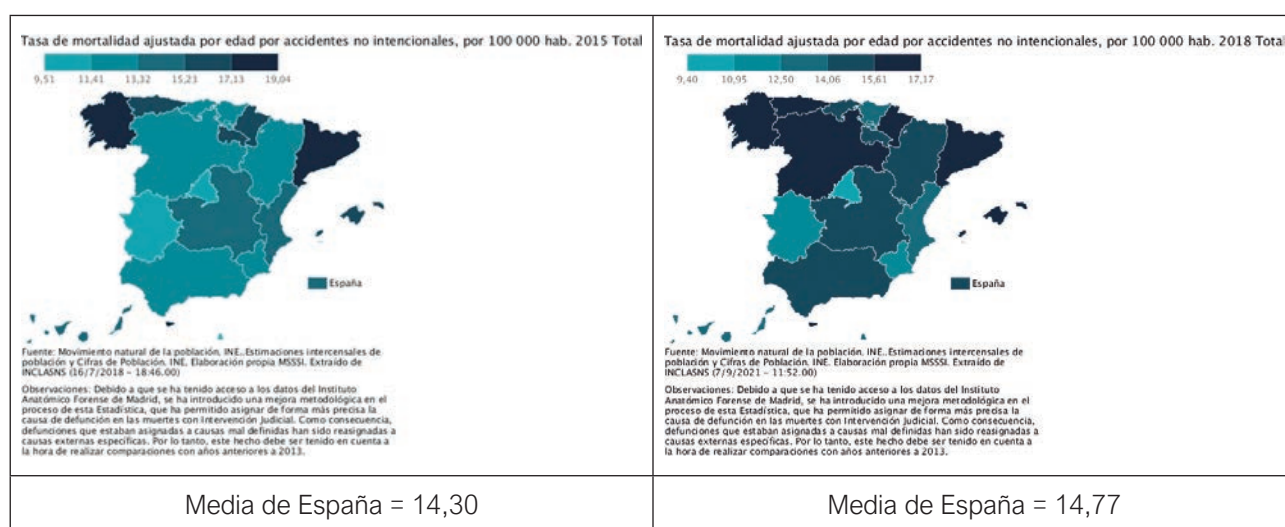 Tasa de mortalidad ajustada por edad por accidentes no intencionales, por 100 000 hab. 2015 Total
9,51 11,41 13,32 15,23 17,13 19,04
España
Fuente: Movimiento natural de la población. INE..Estimaciones intercensales de
población y Cifras de Población. INE. Elaboración propia MSSSI. Extraído de
INCLASNS (16/7/2018 – 18:46.00)
Observaciones: Debido a que se ha tenido acceso a los datos del Instituto
Anatómico Forense de Madrid, se ha introducido una mejora metodológica en el
proceso de esta Estadística, que ha permitido asignar de forma más precisa la
causa de defunción en las muertes con Intervención Judicial. Como consecuencia,
defunciones que estaban asignadas a causas mal definidas han sido reasignadas a
causas externas específicas. Por lo tanto, este hecho debe ser tenido en cuenta a
la hora de realizar comparaciones con años anteriores a 2013.
Media de España = 14,30
Tasa de mortalidad ajustada por edad por accidentes no intencionales, por 100 000 hab. 2018 Total
9,40 10,95 12,50 14,06 15,61 17,17
España
Fuente: Movimiento natural de la población. INE..Estimaciones intercensales de
población y Cifras de Población. INE. Elaboración propia MSSSI. Extraído de
INCLASNS (7/9/2021 – 11:52.00)
Observaciones: Debido a que se ha tenido acceso a los datos del Instituto
Anatómico Forense de Madrid, se ha introducido una mejora metodológica en el
proceso de esta Estadística, que ha permitido asignar de forma más precisa la
causa de defunción en las muertes con Intervención Judicial. Como consecuencia,
defunciones que estaban asignadas a causas mal definidas han sido reasignadas a
causas externas específicas. Por lo tanto, este hecho debe ser tenido en cuenta a
la hora de realizar comparaciones con años anteriores a 2013.
Media de España = 14,77